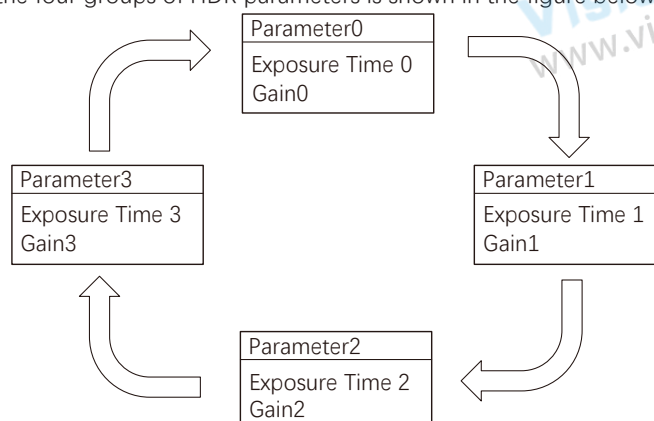 the four groups of HDR parameters is shown in the figure below
Parameter0
Exposure Time 0
Gain0
Parameter3
Exposure Time 3
Gain3
Parameter1
Exposure Time 1
Gain1
Parameter2
Exposure Time 2
Gain2